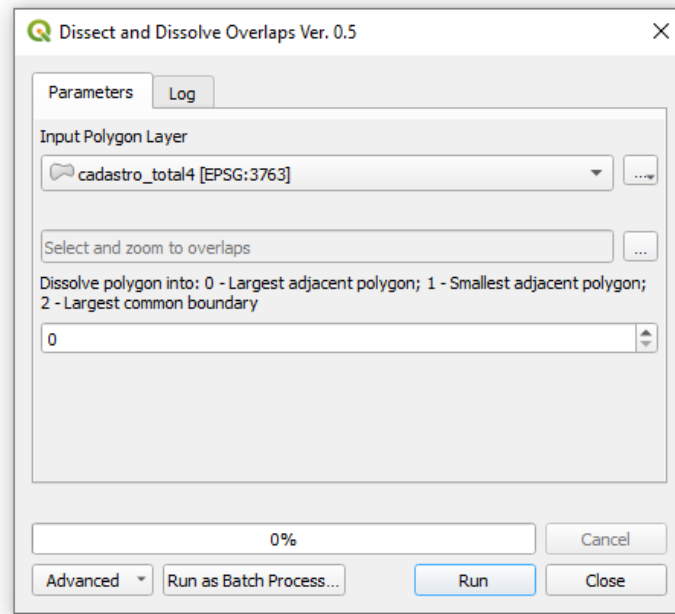 Dissect and Dissolve Overlaps Ver. 0.5
Parameters
Log
Input Polygon Layer
cadastro_total4 [EPSG:3763]
...
Select and zoom to overlaps
...
Dissolve polygon into: 0 - Largest adjacent polygon; 1 - Smallest adjacent polygon;
2 - Largest common boundary
0
0%
Cancel
Advanced
Run as Batch Process...
Run
Close